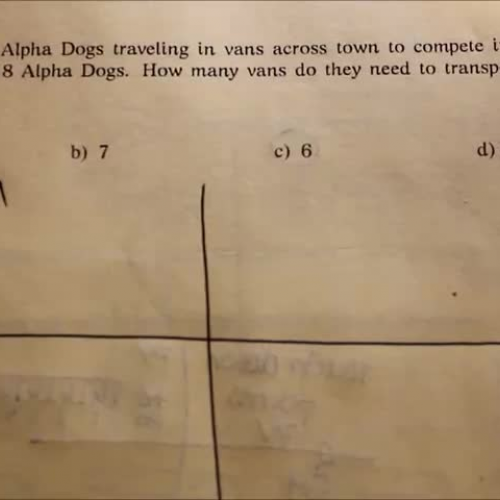 Alpha Dogs traveling in vans across town to compete
8 Alpha Dogs. How many vans do they need to
b) 7 c) 6 d)